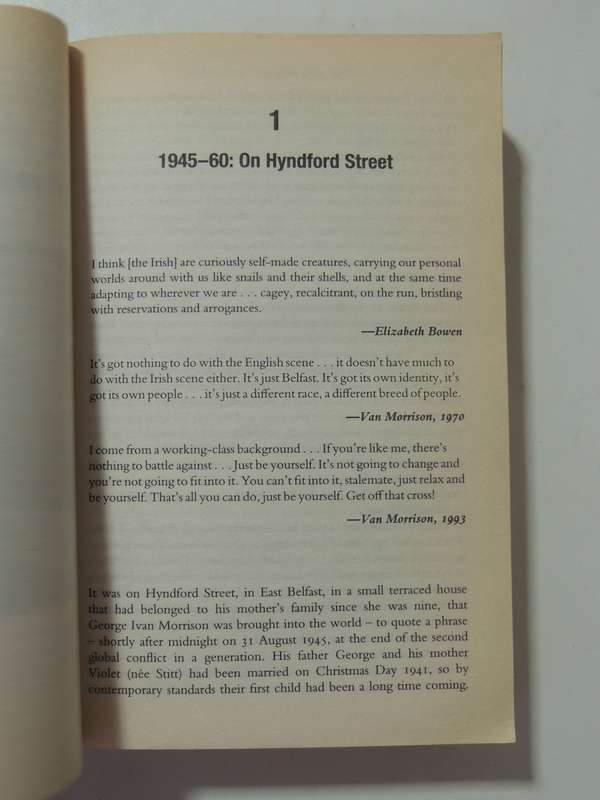 1
1945–60: On Hyndford Street
I think [the Irish] are curiously self-made creatures, carrying our personal
worlds around with us like snails and their shells, and at the same time
adapting to wherever we are . . . cagey, recalcitrant, on the run, bristling
with reservations and arrogances.
—Elizabeth Bowen
It's got nothing to do with the English scene . . . it doesn't have much to
do with the Irish scene either. It's just Belfast. It's got its own identity, it's
got its own people . . . it's just a different race, a different breed of people.
—Van Morrison, 1970
I come from a working-class background . . . If you're like me, there's
nothing to battle against . . . Just be yourself. It's not going to change and
you're not going to fit into it. You can't fit into it, stalemate, just relax and
be yourself. That's all you can do, just be yourself. Get off that cross!
—Van Morrison, 1993
It was on Hyndford Street, in East Belfast, in a small terraced house
that had belonged to his mother's family since she was nine, that
George Ivan Morrison was brought into the world – to quote a phrase
– shortly after midnight on 31 August 1945, at the end of the second
global conflict in a generation. His father George and his mother
Violet (née Stitt) had been married on Christmas Day 1941, so by
contemporary standards their first child had been a long time coming.